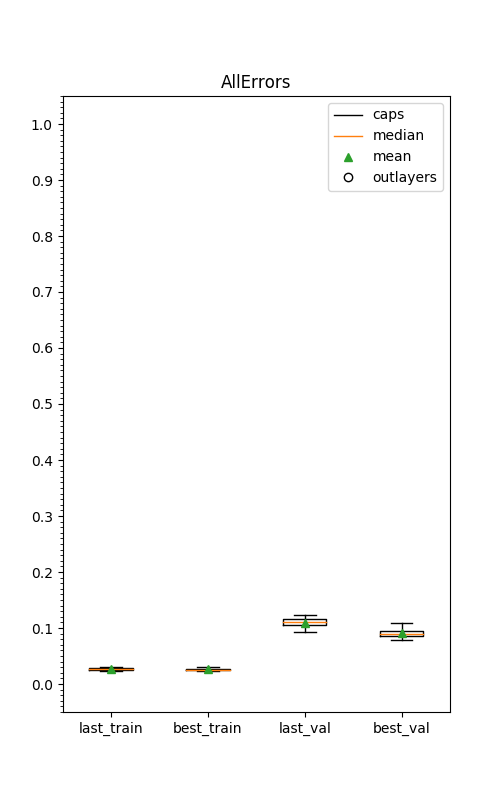 AllErrors
caps
median
mean
outlayers
1.0
0.9
0.8
0.7
0.6
0.5
0.4
0.3
0.2
0.1
0.0
last_train
best_train
last_val
best_val